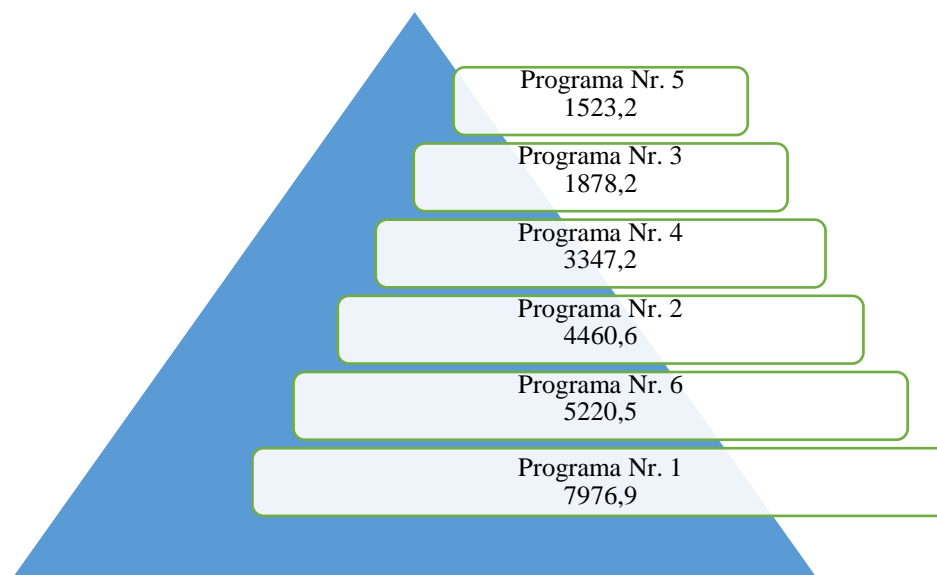 Programa Nr. 5
1523,2
Programa Nr. 3
1878,2
Programa Nr. 4
3347,2
Programa Nr. 2
4460,6
Programa Nr. 6
5220,5
Programa Nr. 1
7976,9